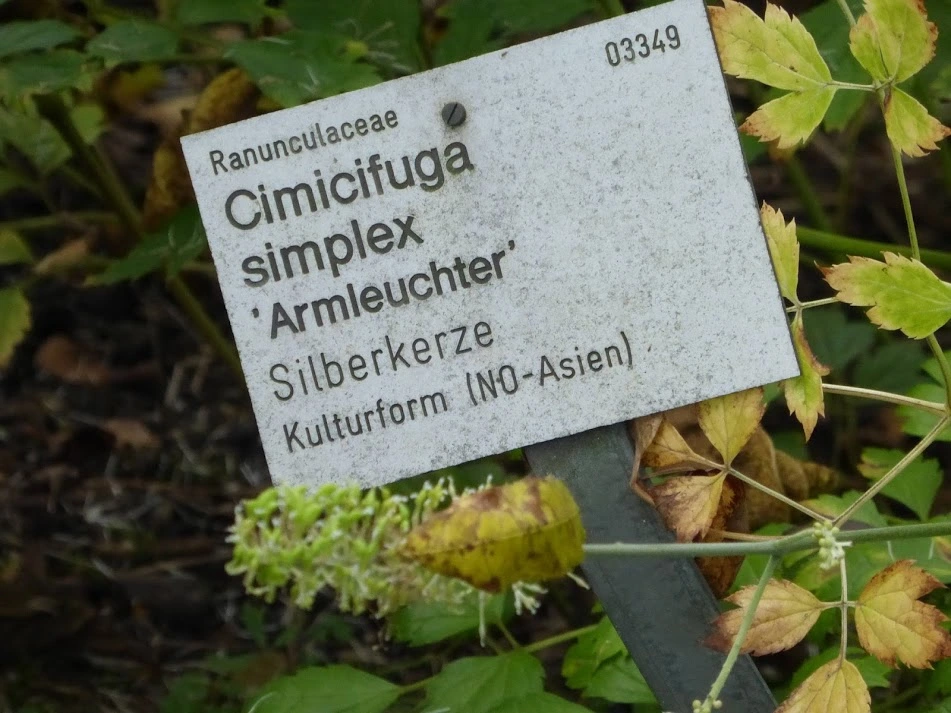 03349
Ranunculaceae
Cimicifuga
simplex
'Armleuchter'
Silberkerze
Kulturform (NO-Asien)